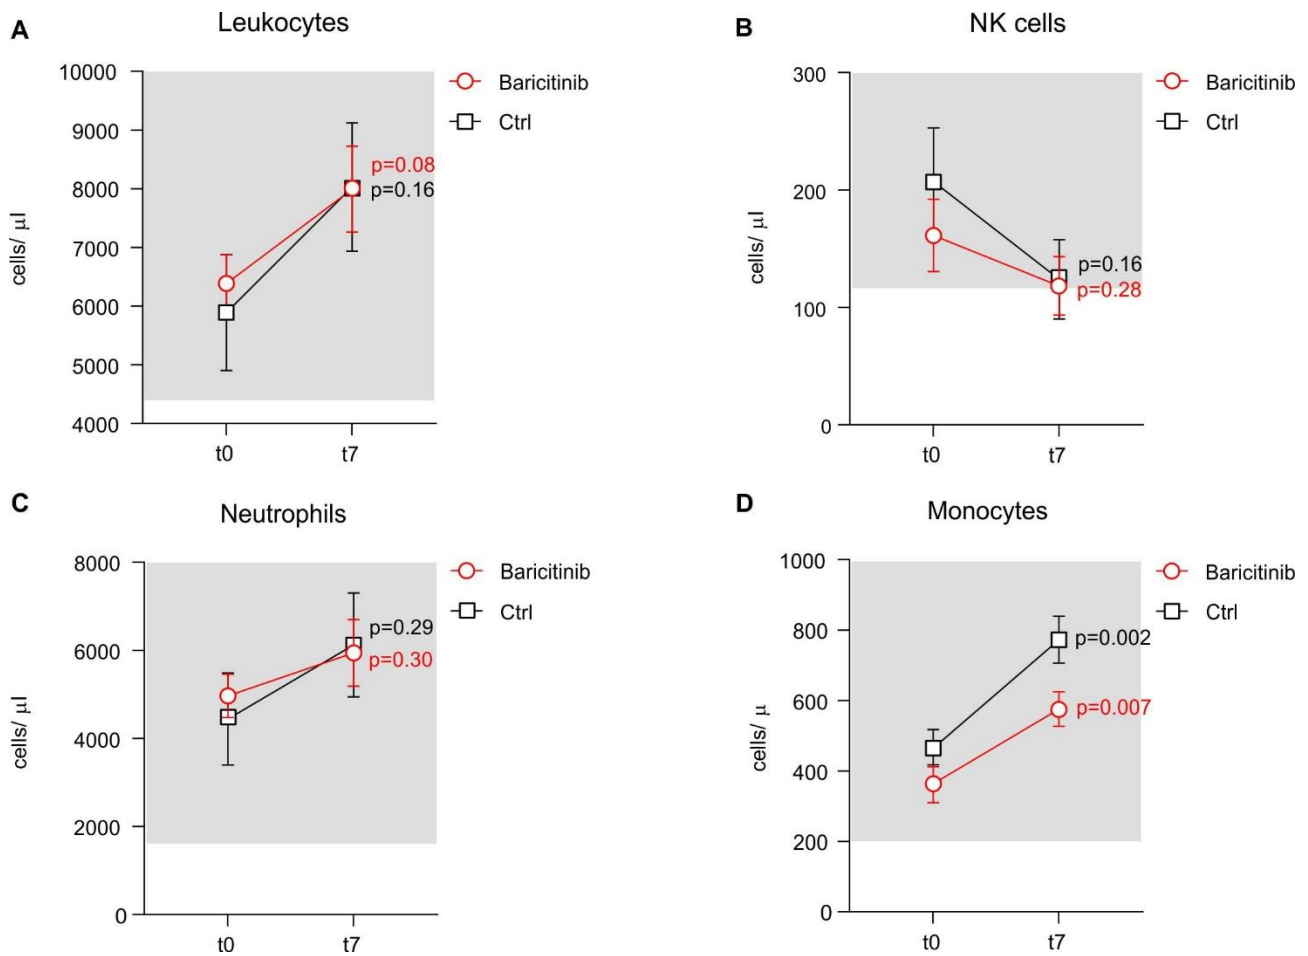 A
Leukocytes
10000
9000
8000
7000
6000
5000
4000
cells/ μl
t0
t7
p=0.08
p=0.16
Baricitinib
Ctrl
B
NK cells
300
200
100
0
cells/ μl
t0
t7
p=0.16
p=0.28
Baricitinib
Ctrl
C
Neutrophils
8000
6000
4000
2000
0
cells/ μl
t0
t7
p=0.29
p=0.30
Baricitinib
Ctrl
D
Monocytes
1000
800
600
400
200
0
cells/ μ
t0
t7
p=0.002
p=0.007
Baricitinib
Ctrl